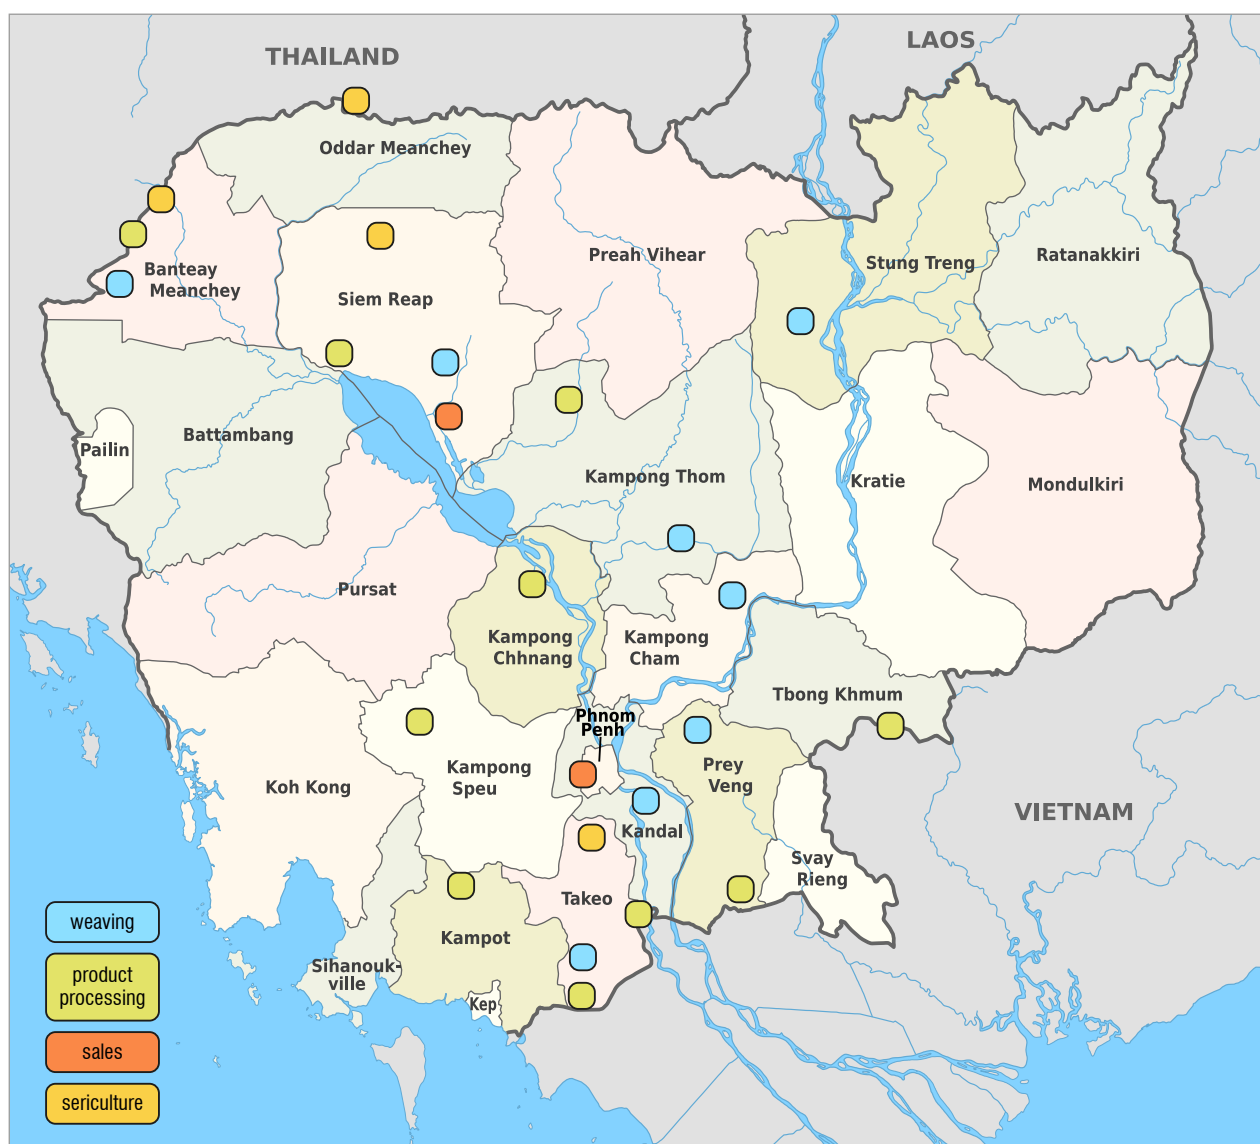 THAILAND
LAOS
Oddar Meanchey
Preah Vihear
Stung Treng
Ratanakkiri
Banteay
Meanchey
Siem Reap
Battambang
Pailin
Kampong Thom
Kratie
Mondulkiri
Pursat
Kampong
Chhnang
Kampong
Cham
Tbong Khmum
Phnom
Penh
Koh Kong
Kampong
Speu
Prey
Veng
Kandal
VIETNAM
Svay
Rieng
Takeo
Kampot
Sihanouk-
ville
Kep
weaving
product
processing
sales
sericulture